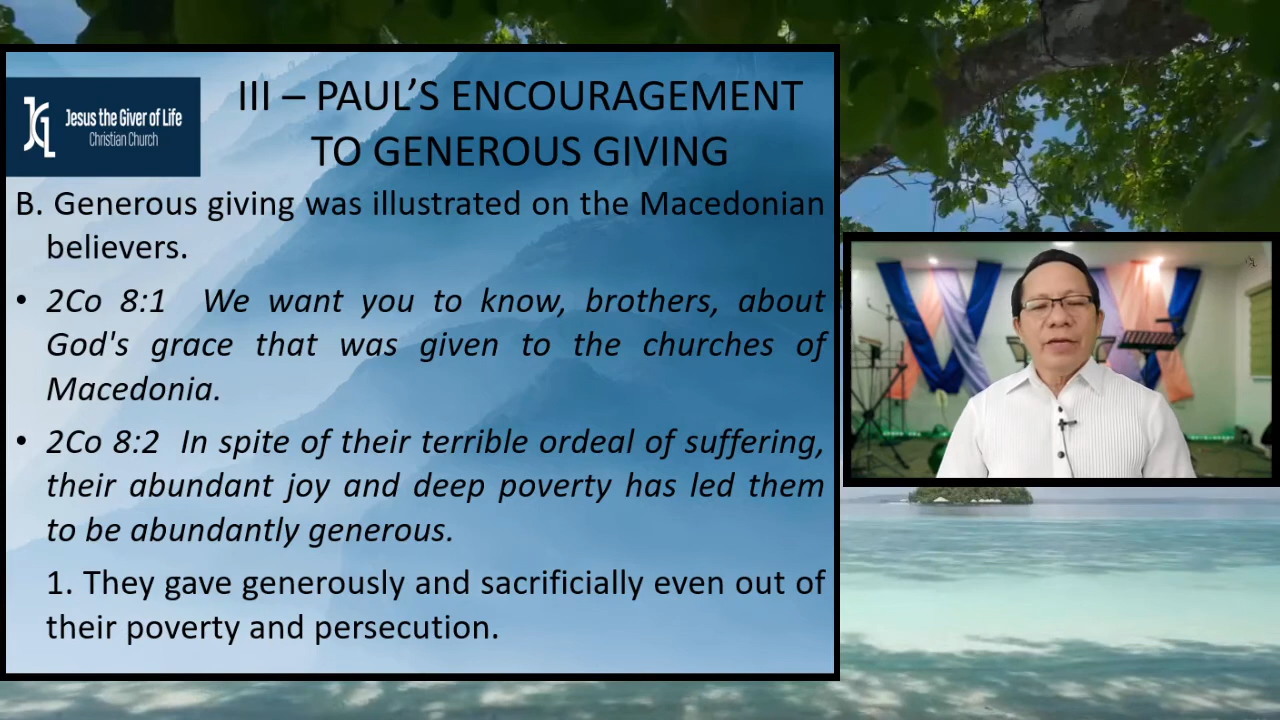 Jesus the Giver of Life
Christian Church
III – PAUL'S ENCOURAGEMENT
TO GENEROUS GIVING
B. Generous giving was illustrated on the Macedonian
believers.
• 2Co 8:1 We want you to know, brothers, about
God's grace that was given to the churches of
Macedonia.
• 2Co 8:2 In spite of their terrible ordeal of suffering,
their abundant joy and deep poverty has led them
to be abundantly generous.
1. They gave generously and sacrificially even out of
their poverty and persecution.